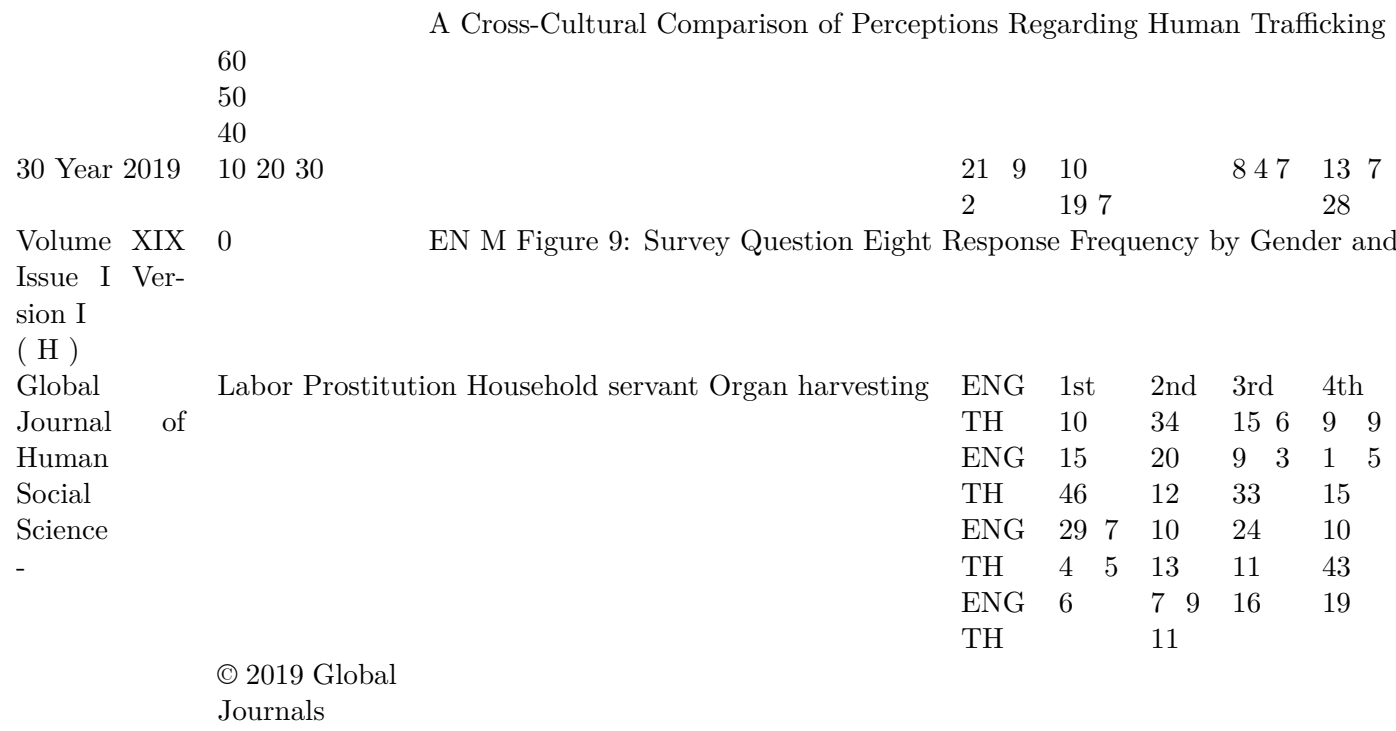 A Cross-Cultural Comparison of Perceptions Regarding Human Trafficking
60
50
40
30 Year 2019 10 20 30 21 9 10 8 4 7 13 7
2 19 7 28
Volume XIX 0 EN M Figure 9: Survey Question Eight Response Frequency by Gender and
Issue I Ver-
sion I
( H )
Global Labor Prostitution Household servant Organ harvesting ENG 1st 2nd 3rd 4th
Journal of TH 10 34 15 6 9 9
Human ENG 15 20 9 3 1 5
Social TH 46 12 33 15
Science ENG 29 7 10 24 10
- TH 4 5 13 11 43
ENG 6 7 9 16 19
TH 11
© 2019 Global
Journals